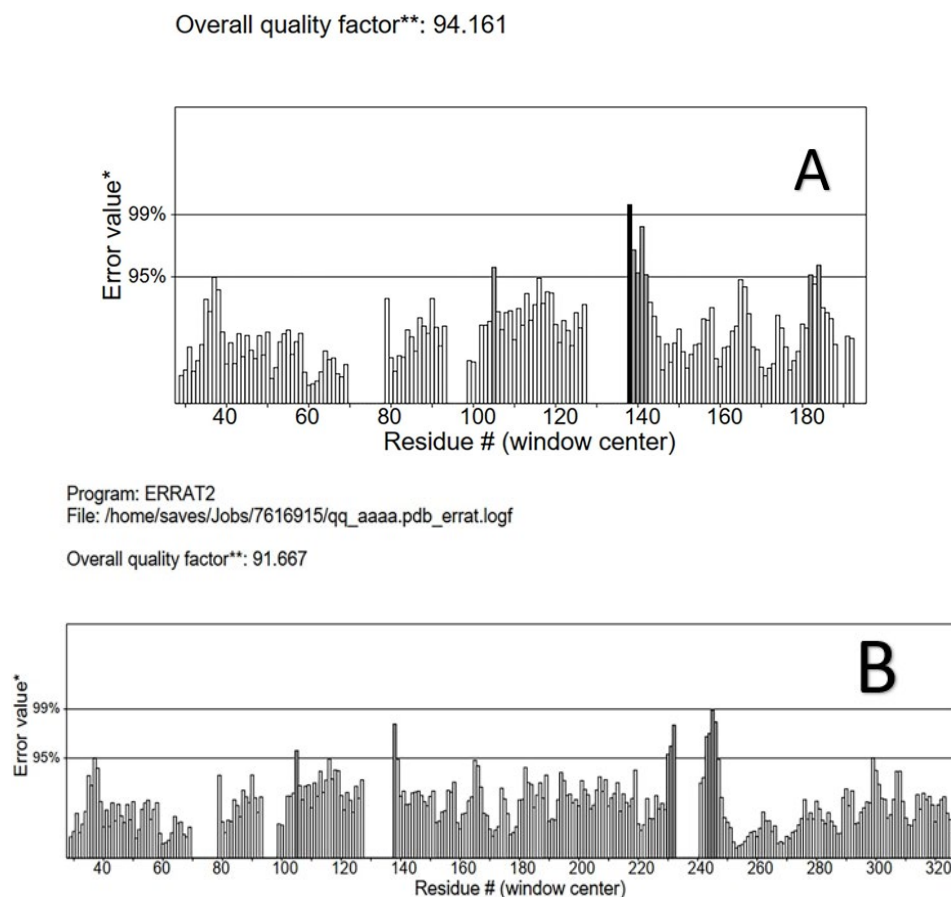 Overall quality factor**: 94.161
A
Error value*
99%
95%
40 60 80 100 120 140 160 180
Residue # (window center)
Program: ERRAT2
File: /home/saves/Jobs/7616915/qq_aaaa.pdb_errat.logf
Overall quality factor**: 91.667
B
Error value*
99%
95%
40 60 80 100 120 140 160 180 200 220 240 260 280 300 320
Residue # (window center)